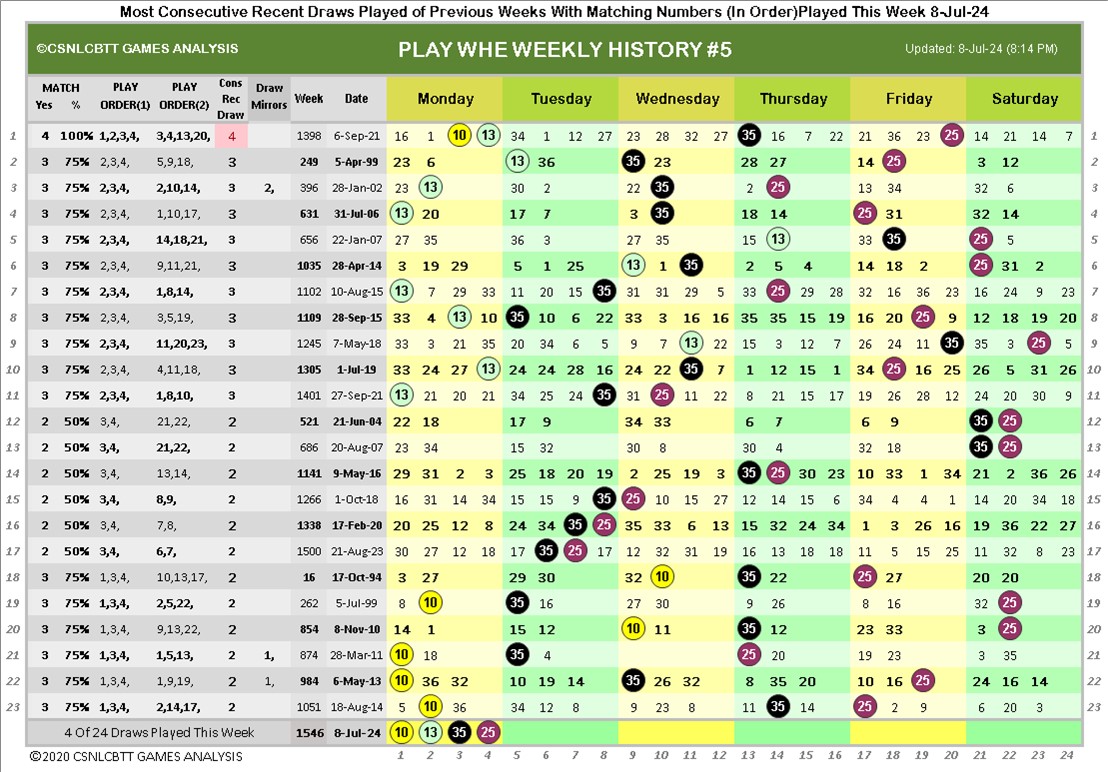 Most Consecutive Recent Draws Played of Previous Weeks With Matching Numbers (In Order)Played This Week 8-Jul-24
©CSNLCBTT GAMES ANALYSIS PLAY WHE WEEKLY HISTORY #5 Updated: 8-Jul-24 (8:14 PM)
MATCH Yes % PLAY ORDER(1) PLAY ORDER(2) Cons Rec Draw Draw Mirrors Week Date Monday Tuesday Wednesday Thursday Friday Saturday
1 4 100% 1,2,3,4, 3,4,13,20, 4 1398 6-Sep-21 16 1 10 13 34 1 12 27 23 28 32 27 35 16 7 22 21 36 23 25 14 21 14 7 1
2 3 75% 2,3,4, 5,9,18, 3 249 5-Apr-99 23 6 13 36 35 23 28 27 14 25 3 12 2
3 3 75% 2,3,4, 2,10,14, 3 2, 396 28-Jan-02 23 13 30 2 22 35 2 25 13 34 32 6 3
4 3 75% 2,3,4, 1,10,17, 3 631 31-Jul-06 13 20 17 7 3 35 18 14 25 31 32 14 4
5 3 75% 2,3,4, 14,18,21, 3 656 22-Jan-07 27 35 36 3 27 35 15 13 33 35 25 5 5
6 3 75% 2,3,4, 9,11,21, 3 1035 28-Apr-14 3 19 29 5 1 25 13 1 35 2 5 4 14 18 2 25 31 2 6
7 3 75% 2,3,4, 1,8,14, 3 1102 10-Aug-15 13 7 29 33 11 20 15 35 31 31 29 5 33 25 29 28 32 16 36 23 16 24 9 23 7
8 3 75% 2,3,4, 3,5,19, 3 1109 28-Sep-15 33 4 13 10 35 10 6 22 33 3 16 16 35 35 15 19 16 20 25 9 12 18 19 20 8
9 3 75% 2,3,4, 11,20,23, 3 1245 7-May-18 33 3 21 35 20 34 6 5 9 7 13 22 15 3 12 7 26 24 11 35 35 3 25 5 9
10 3 75% 2,3,4, 4,11,18, 3 1305 1-Jul-19 33 24 27 13 24 24 28 16 24 22 35 7 1 12 15 1 34 25 16 25 26 5 31 26 10
11 3 75% 2,3,4, 1,8,10, 3 1401 27-Sep-21 13 21 20 21 34 25 24 35 31 25 11 22 8 21 15 17 19 26 28 12 24 20 30 9 11
12 2 50% 3,4, 21,22, 2 521 21-Jun-04 22 18 17 9 34 33 6 7 6 9 35 25 12
13 2 50% 3,4, 21,22, 2 686 20-Aug-07 23 34 15 9 30 8 30 4 32 18 35 25 13
14 2 50% 3,4, 13,14, 2 1141 9-May-16 29 31 2 3 25 18 20 19 2 25 19 3 35 25 30 23 10 33 1 34 21 2 36 26 14
15 2 50% 3,4, 8,9, 2 1266 1-Oct-18 16 31 14 34 15 15 9 35 25 10 15 27 12 14 15 6 34 4 4 1 14 20 34 18 15
16 2 50% 3,4, 7,8, 2 1338 17-Feb-20 20 25 12 8 24 34 35 25 35 33 6 13 15 32 24 34 1 3 26 16 19 36 22 27 16
17 2 50% 3,4, 6,7, 2 1500 21-Aug-23 30 27 12 18 17 35 25 17 12 32 31 19 16 13 18 18 11 5 15 25 11 32 8 23 17
18 3 75% 1,3,4, 10,13,17, 2 16 17-Oct-94 3 27 29 30 32 10 35 22 25 27 20 20 18
19 3 75% 1,3,4, 2,5,22, 2 262 5-Jul-99 8 10 35 16 27 30 9 26 8 16 32 25 19
20 3 75% 1,3,4, 9,13,22, 2 854 8-Nov-10 14 1 15 12 10 11 35 12 23 33 3 25 20
21 3 75% 1,3,4, 1,5,13, 2 1, 874 28-Mar-11 10 18 35 4 25 20 19 23 3 35 21
22 3 75% 1,3,4, 1,9,19, 2 1, 984 6-May-13 10 36 32 10 19 14 35 26 32 8 35 20 10 16 25 24 16 14 22
23 3 75% 1,3,4, 2,14,17, 2 1051 18-Aug-14 5 10 36 34 12 8 9 23 8 11 35 14 25 2 9 6 20 3 23
4 Of 24 Draws Played This Week 1546 8-Jul-24 10 13 35 25
©2020 CSNLCBTT GAMES ANALYSIS 1 2 3 4 5 6 7 8 9 10 11 12 13 14 15 16 17 18 19 20 21 22 23 24